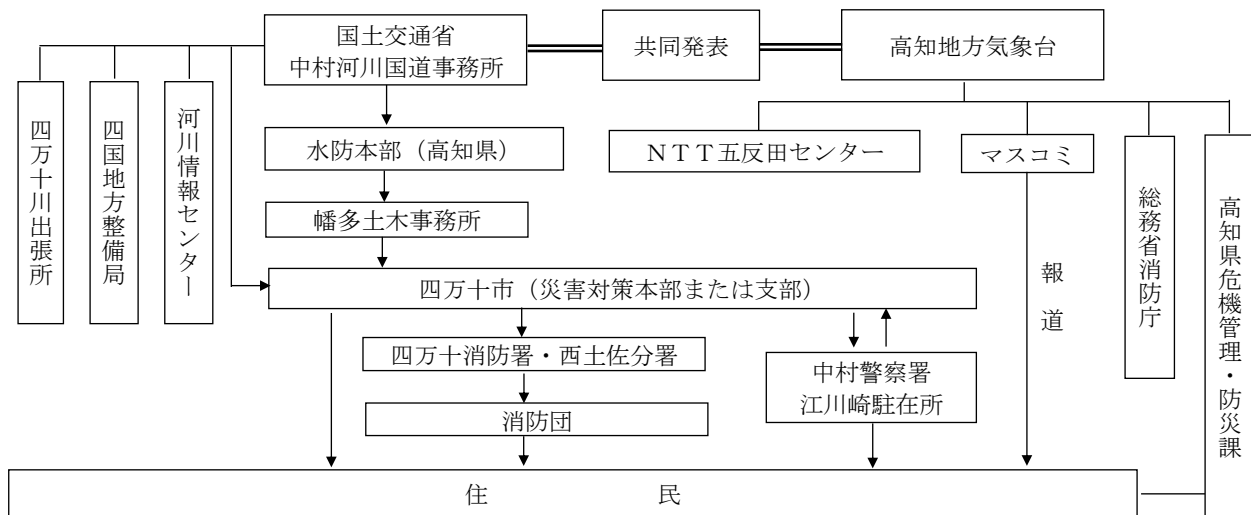 国土交通省
中村河川国道事務所
共同発表
高知地方気象台
四万十川出張所
四国地方整備局
河川情報センター
水防本部（高知県）
ＮＴＴ五反田センター
マスコミ
総務省消防庁
高知県危機管理・防災課
幡多土木事務所
四万十市（災害対策本部または支部）
報道
四万十消防署・西土佐分署
中村警察署
江川崎駐在所
消防団
住民